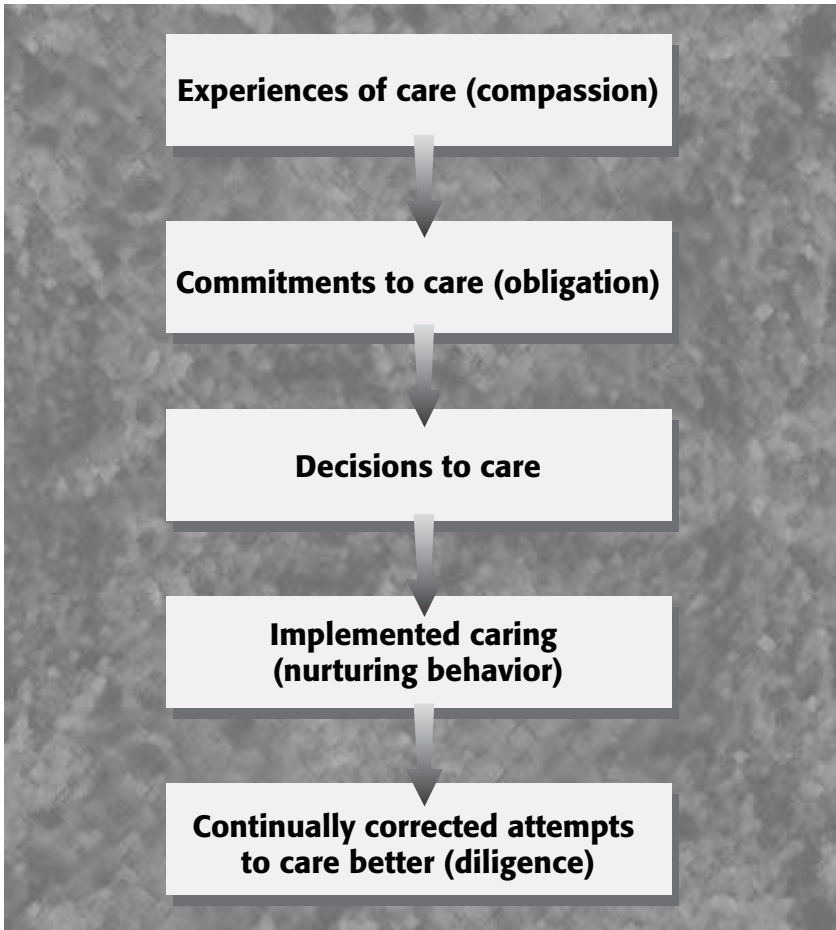 Experiences of care (compassion)
Commitments to care (obligation)
Decisions to care
Implemented caring
(nurturing behavior)
Continually corrected attempts
to care better (diligence)